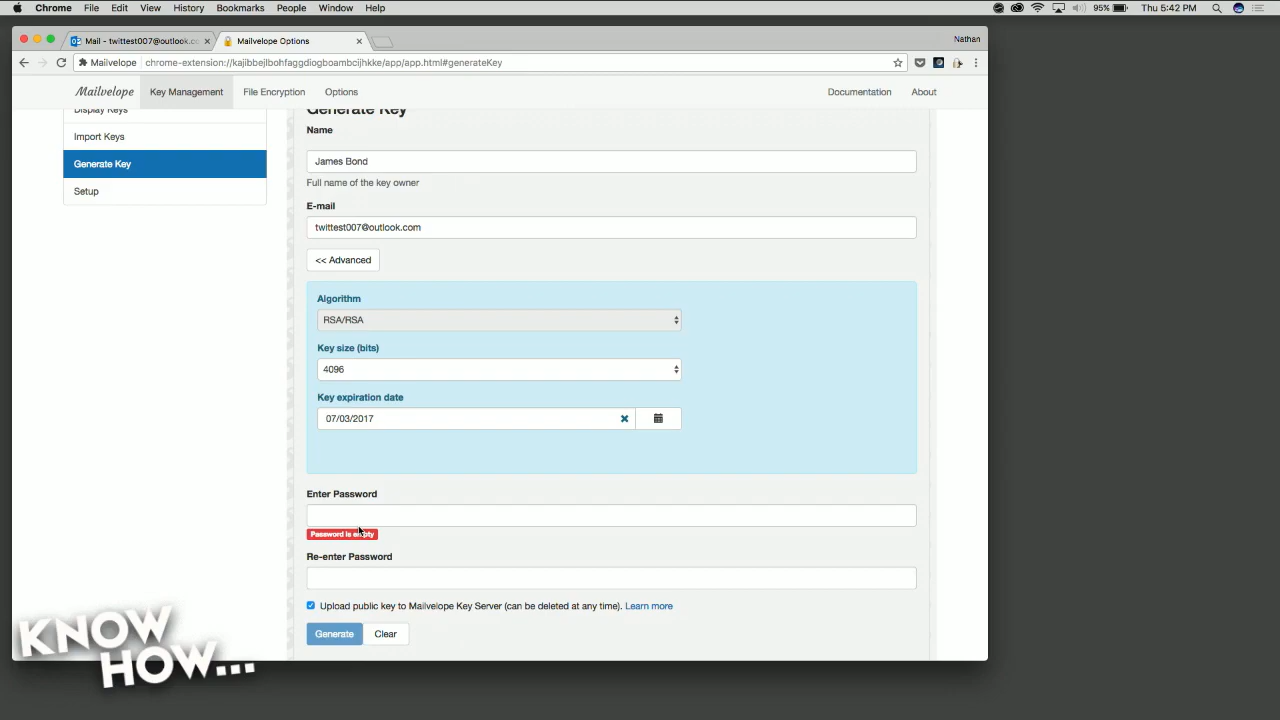 Chrome File Edit View History Bookmarks People Window Help 95% Thu 5:42 PM
Mail - twittest007@outlook.co Mailvelope Options Nathan
Mailvelope chrome-extension://kajibbejlbohfaggdiogboambcijhkke/app/app.html#generateKey
Mailvelope Key Management File Encryption Options Documentation About
Display Keys
Import Keys
Generate Key
Setup
Generate Key
Name
James Bond
Full name of the key owner
E-mail
twittest007@outlook.com
<< Advanced
Algorithm
RSA/RSA
Key size (bits)
4096
Key expiration date
07/03/2017
Enter Password
Password is empty
Re-enter Password
Upload public key to Mailvelope Key Server (can be deleted at any time). Learn more
Generate Clear
KNOW
HOW...